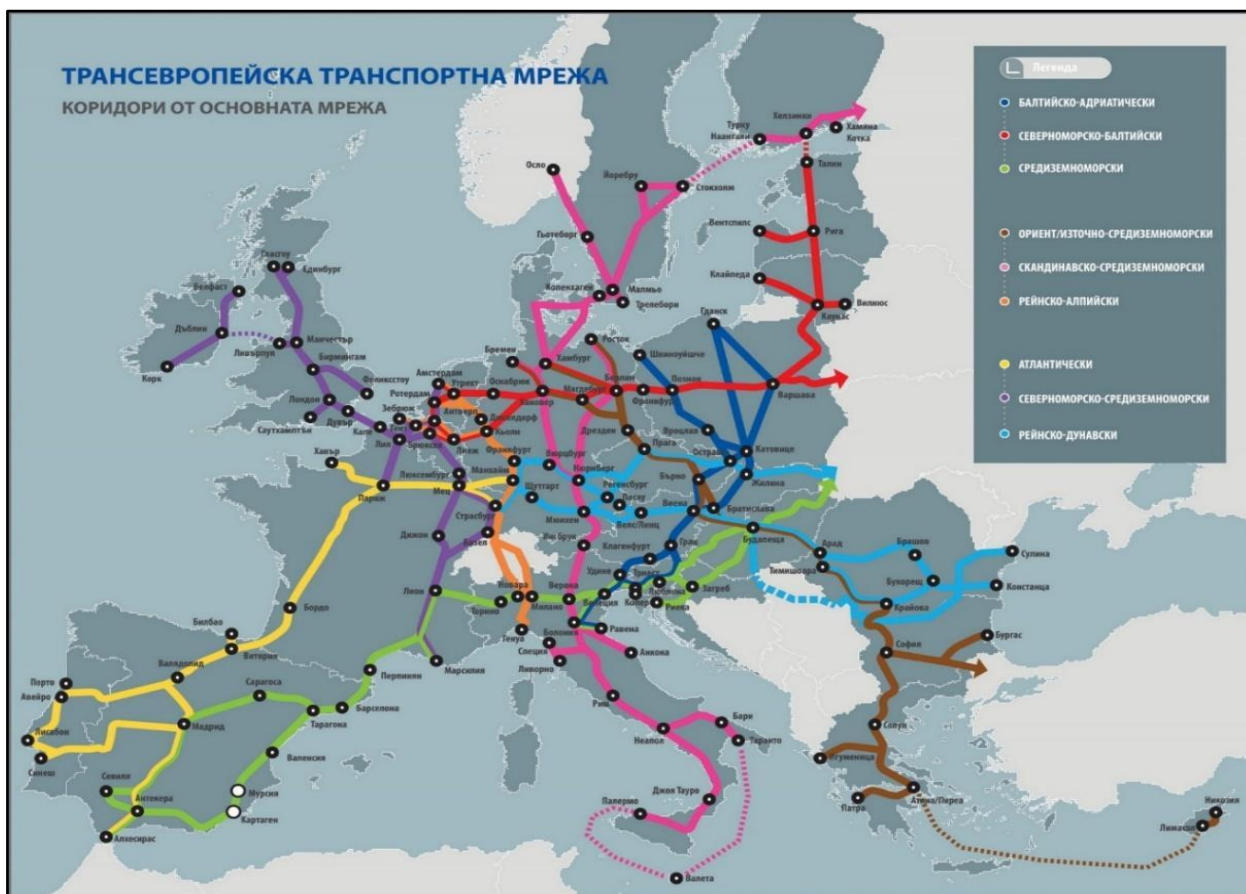 ТРАНСЕВРОПЕЙСКА ТРАНСПОРТНА МРЕЖА
КОРИДОРИ ОТ ОСНОВНАТА МРЕЖА
Легенда
БАЛТИЙСКО-АДРИАТИЧЕСКИ
СЕВЕРНОМОРСКО-БАЛТИЙСКИ
СРЕДИЗЕМНОМОРСКИ
ОРИЕНТ/ИЗТОЧНО-СРЕДИЗЕМНОМОРСКИ
СКАНДИНАВСКО-СРЕДИЗЕМНОМОРСКИ
РЕЙНСКО-АЛПИЙСКИ
АТЛАНТИЧЕСКИ
СЕВЕРНОМОРСКО-СРЕДИЗЕМНОМОРСКИ
РЕЙНСКО-ДУНАВСКИ
Хелзинки
Турку
Наантали
Хамина
Котка
Талин
Осло
Йоребру
Стокхолм
Вентспилс
Рига
Гьотеборг
Клайпеда
Вилнюс
Каунас
Глазгоу
Единбург
Белфаст
Копенхаген
Малмьо
Трелеборг
Гданск
Дъблин
Ливърпул
Манчестър
Корк
Бирмингам
Феликсстоу
Бремен
Хамбург
Росток
Швиноуйшче
Амстердам
Утрехт
Оснабрюк
Хановер
Магдебург
Берлин
Франкфурт
Познан
Варшава
Лондон
Саутхамптън
Дувър
Кале
Зебрюж
Ротердам
Антверп
Дюселдорф
Кьолн
Лил
Брюксел
Лиеж
Дрезден
Вроцлав
Катовице
Острава
Прага
Франкфурт
Хавър
Париж
Люксембург
Манхайм
Мец
Вюрцбург
Нюрнберг
Регенсбург
Пасау
Бърно
Жилина
Щутгарт
Страсбург
Мюнхен
Велс/Линц
Виена
Братислава
Дижон
Базел
Инсбрук
Клагенфурт
Грац
Будапеща
Арад
Брашов
Сулина
Тимишоара
Букурещ
Констанца
Крайова
Удине
Триест
Любляна
Загреб
Копер
Риека
Венеция
Верона
Новара
Милано
Торино
Лион
Бордо
Генуа
Болоня
Равена
Специя
Ливорно
Анкона
Марсилия
Перпинян
Билбао
Витория
Валядолид
Порто
Авейро
Сарагоса
Барселона
Тарагона
Мадрид
Лисабон
Синеш
Валенсия
Севиля
Антекера
Мурсия
Картаген
Алхесирас
София
Бургас
Рим
Неапол
Бари
Таранто
Солун
Игуменица
Патра
Атина/Пирea
Палермо
Джоя Тауро
Валета
Никозия
Лимасол